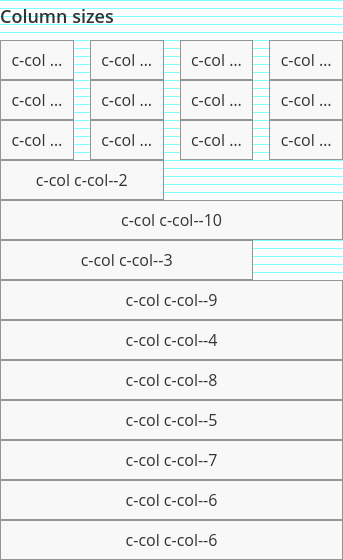 Column sizes
c-col ... c-col ... c-col ... c-col ...
c-col ... c-col ... c-col ... c-col ...
c-col ... c-col ... c-col ... c-col ...
c-col c-col--2
c-col c-col--10
c-col c-col--3
c-col c-col--9
c-col c-col--4
c-col c-col--8
c-col c-col--5
c-col c-col--7
c-col c-col--6
c-col c-col--6